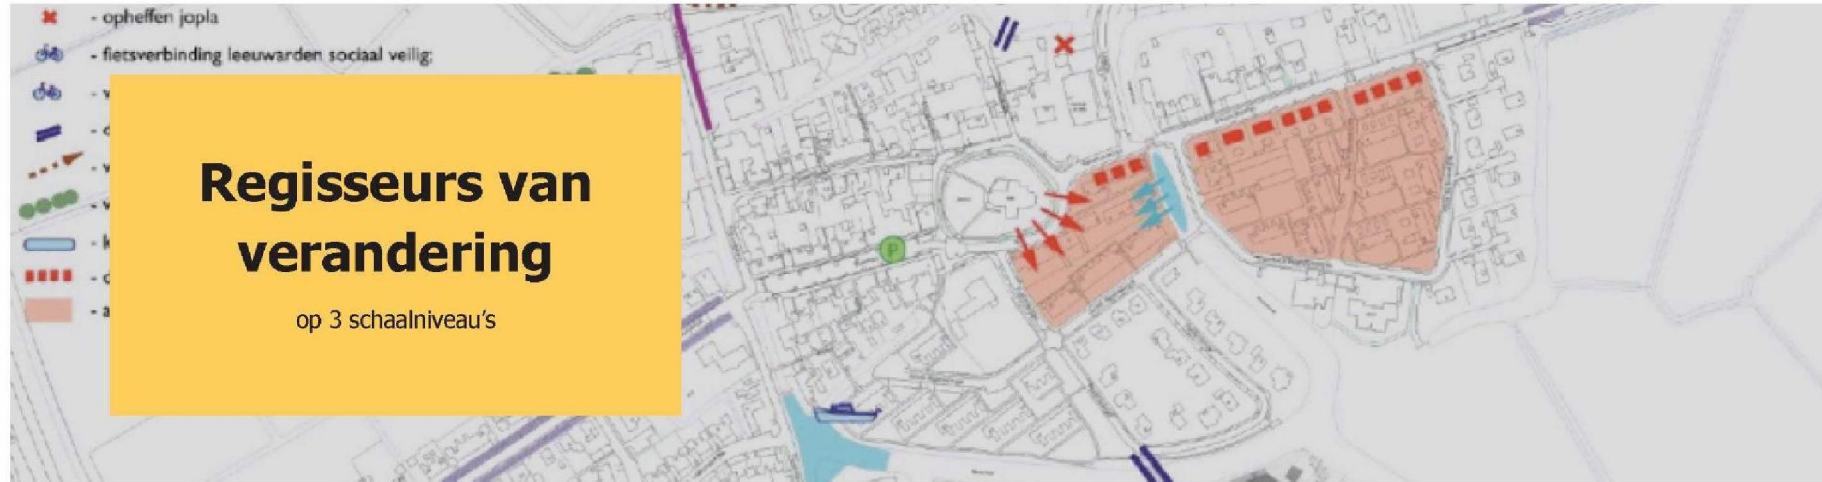 - opheffen jopla
- fietsverbinding leeuwarden sociaal veilig:
Regisseurs van
verandering
op 3 schaalniveau's
P